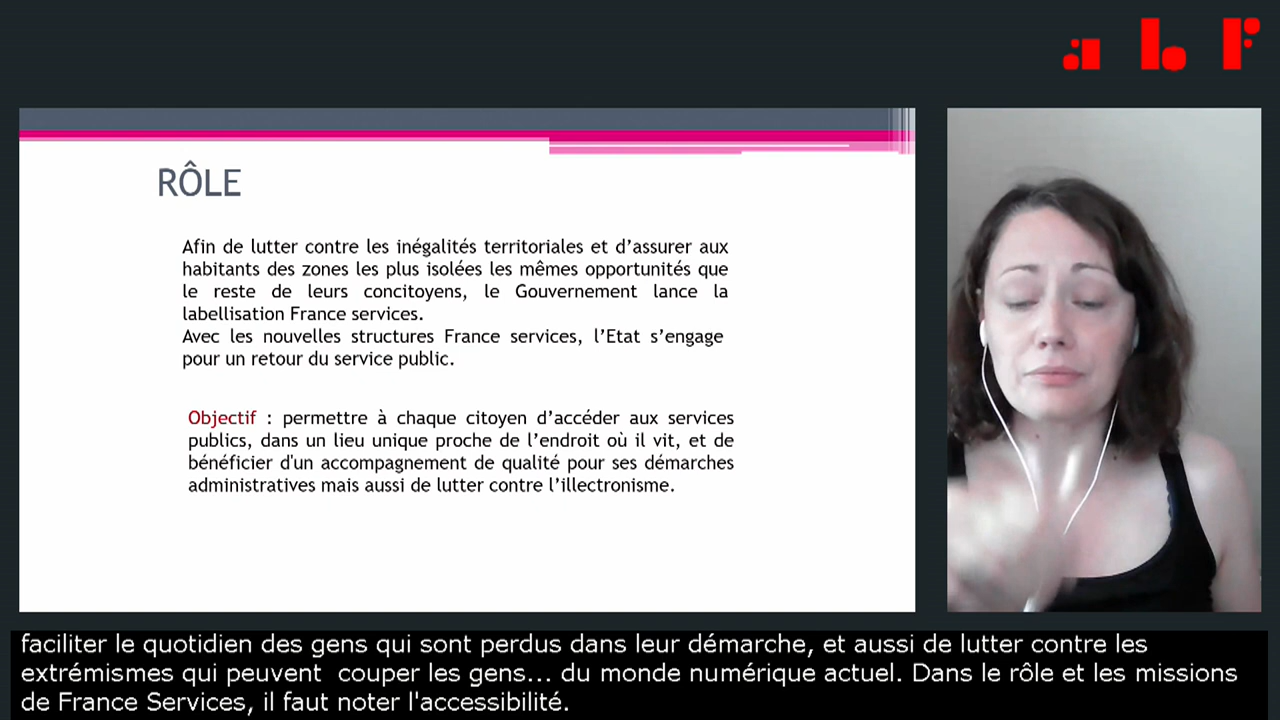 abF
RÔLE
Afin de lutter contre les inégalités territoriales et d’assurer aux
habitants des zones les plus isolées les mêmes opportunités que
le reste de leurs concitoyens, le Gouvernement lance la
labellisation France services.
Avec les nouvelles structures France services, l’Etat s’engage
pour un retour du service public.
Objectif : permettre à chaque citoyen d’accéder aux services
publics, dans un lieu unique proche de l’endroit où il vit, et de
bénéficier d'un accompagnement de qualité pour ses démarches
administratives mais aussi de lutter contre l’illectronisme.
faciliter le quotidien des gens qui sont perdus dans leur démarche, et aussi de lutter contre les
extrémismes qui peuvent  couper les gens... du monde numérique actuel. Dans le rôle et les missions
de France Services, il faut noter l'accessibilité.